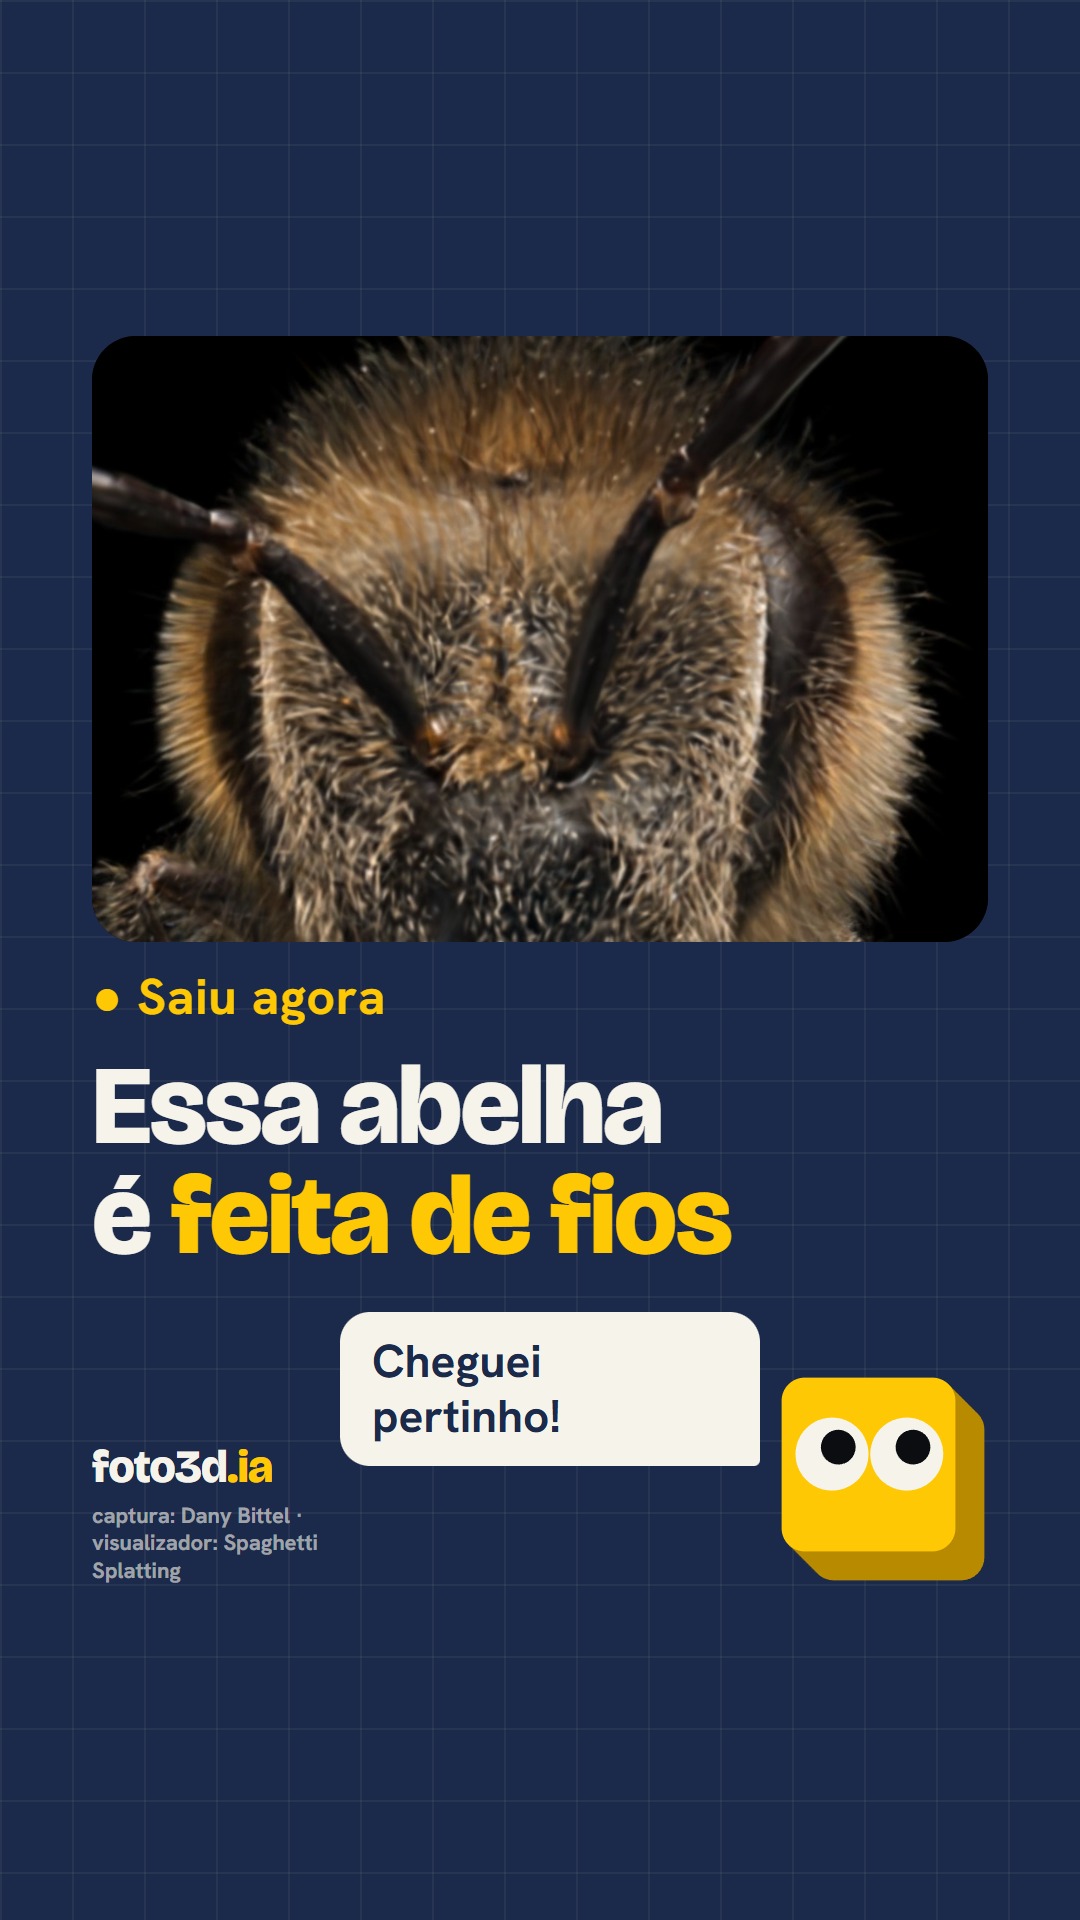 ● Saiu agora
Essa abelha
é feita de fios
Cheguei
pertinho!
foto3d.ia
captura: Dany Bittel ·
visualizador: Spaghetti
Splatting